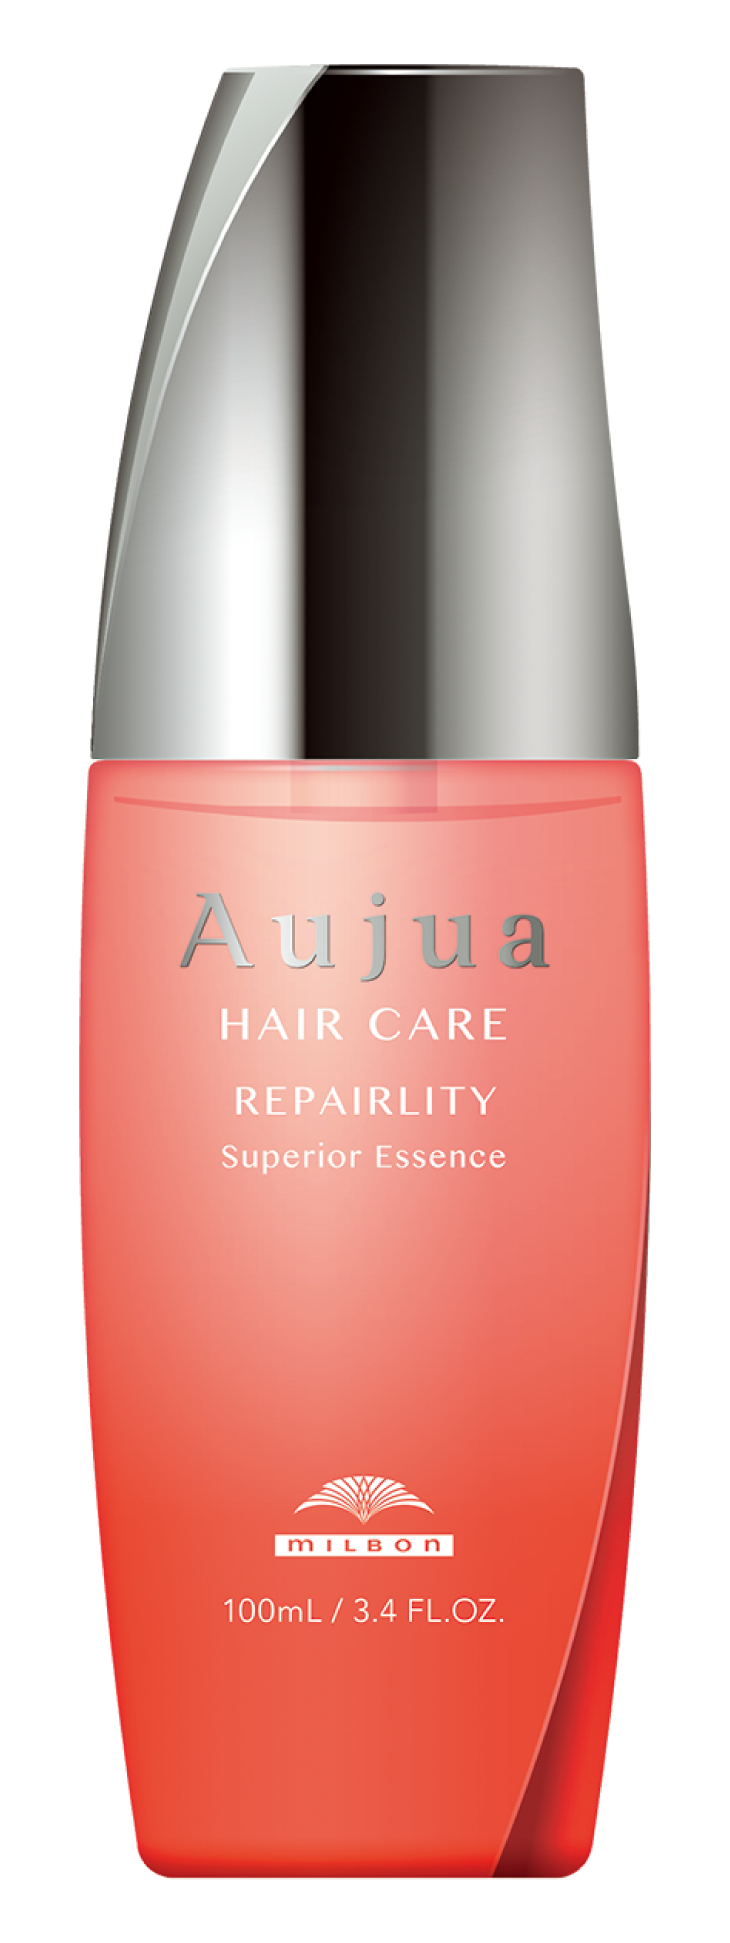 Aujua
HAIR CARE
REPAIRLITY
Superior Essence
MILBON
100mL / 3.4 FL.OZ.